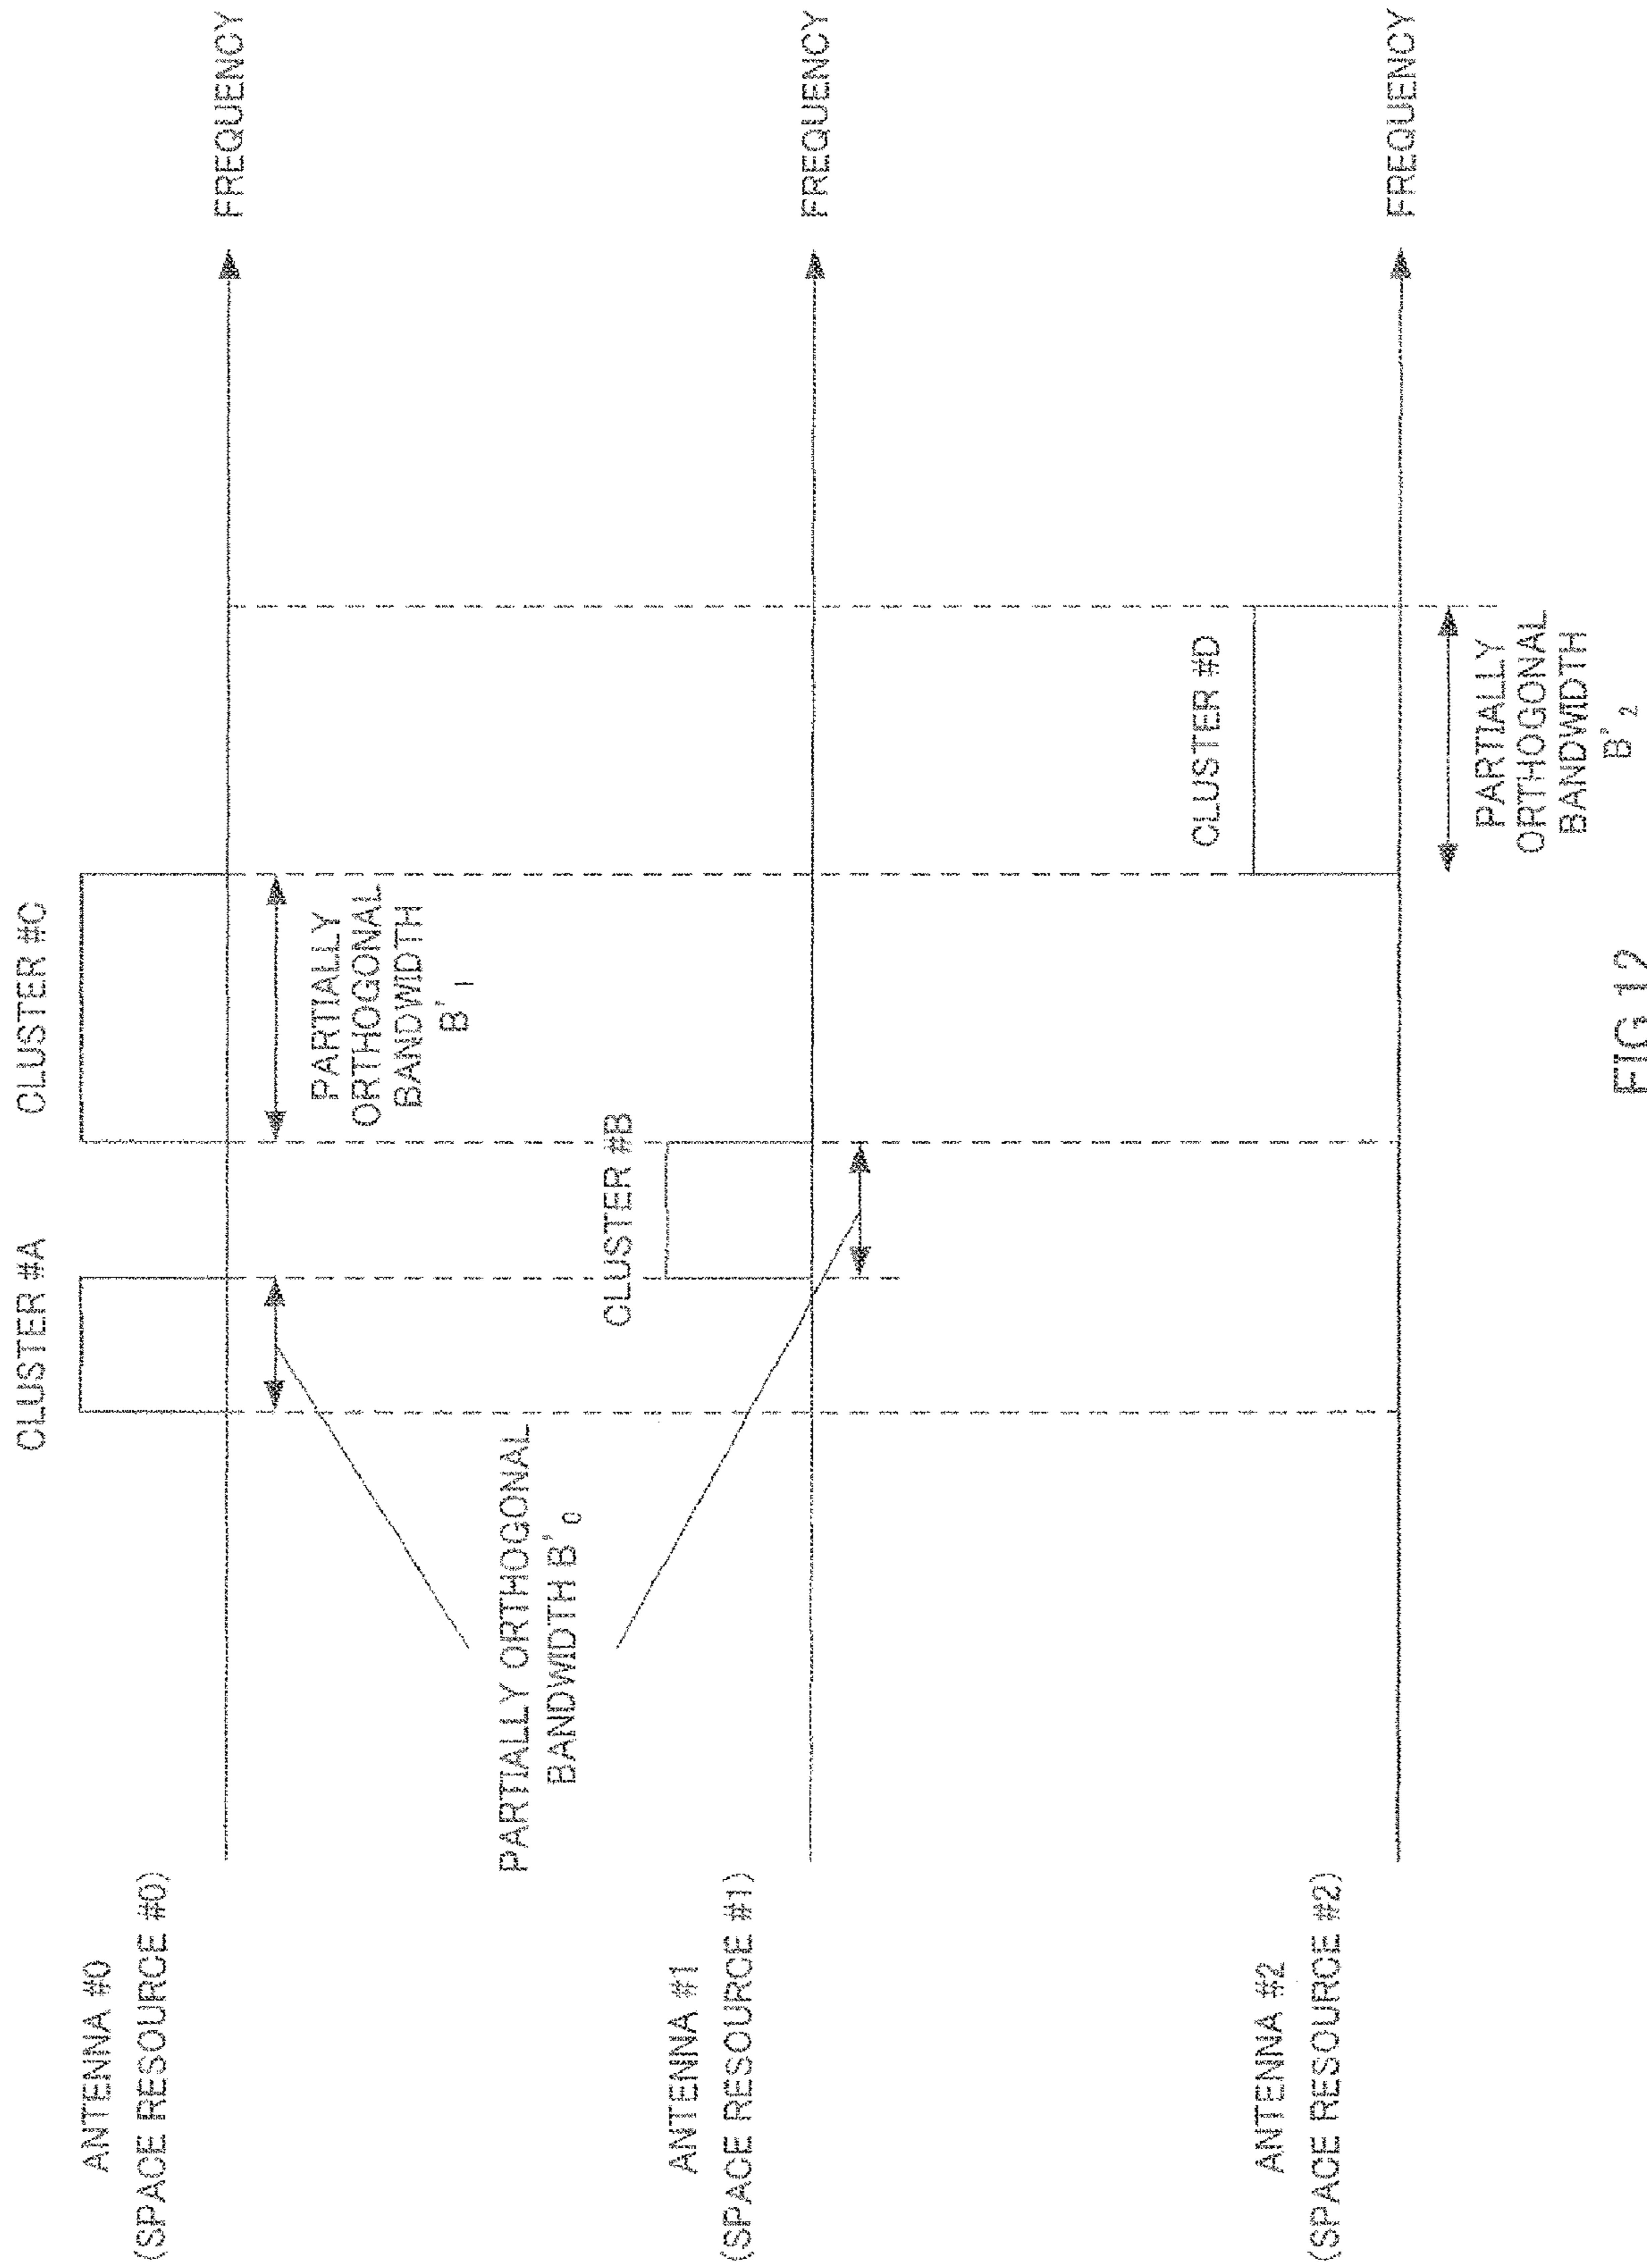 CLUSTER #A
CLUSTER #C
ANTENNA #0
(SPACE RESOURCE #0)
FREQUENCY
PARTIALLY
ORTHOGONAL
BANDWIDTH
B'1
PARTIALLY ORTHOGONAL
BANDWIDTH B'0
CLUSTER #B
ANTENNA #1
(SPACE RESOURCE #1)
FREQUENCY
CLUSTER #D
ANTENNA #2
(SPACE RESOURCE #2)
FREQUENCY
PARTIALLY
ORTHOGONAL
BANDWIDTH
B'2
FIG.12